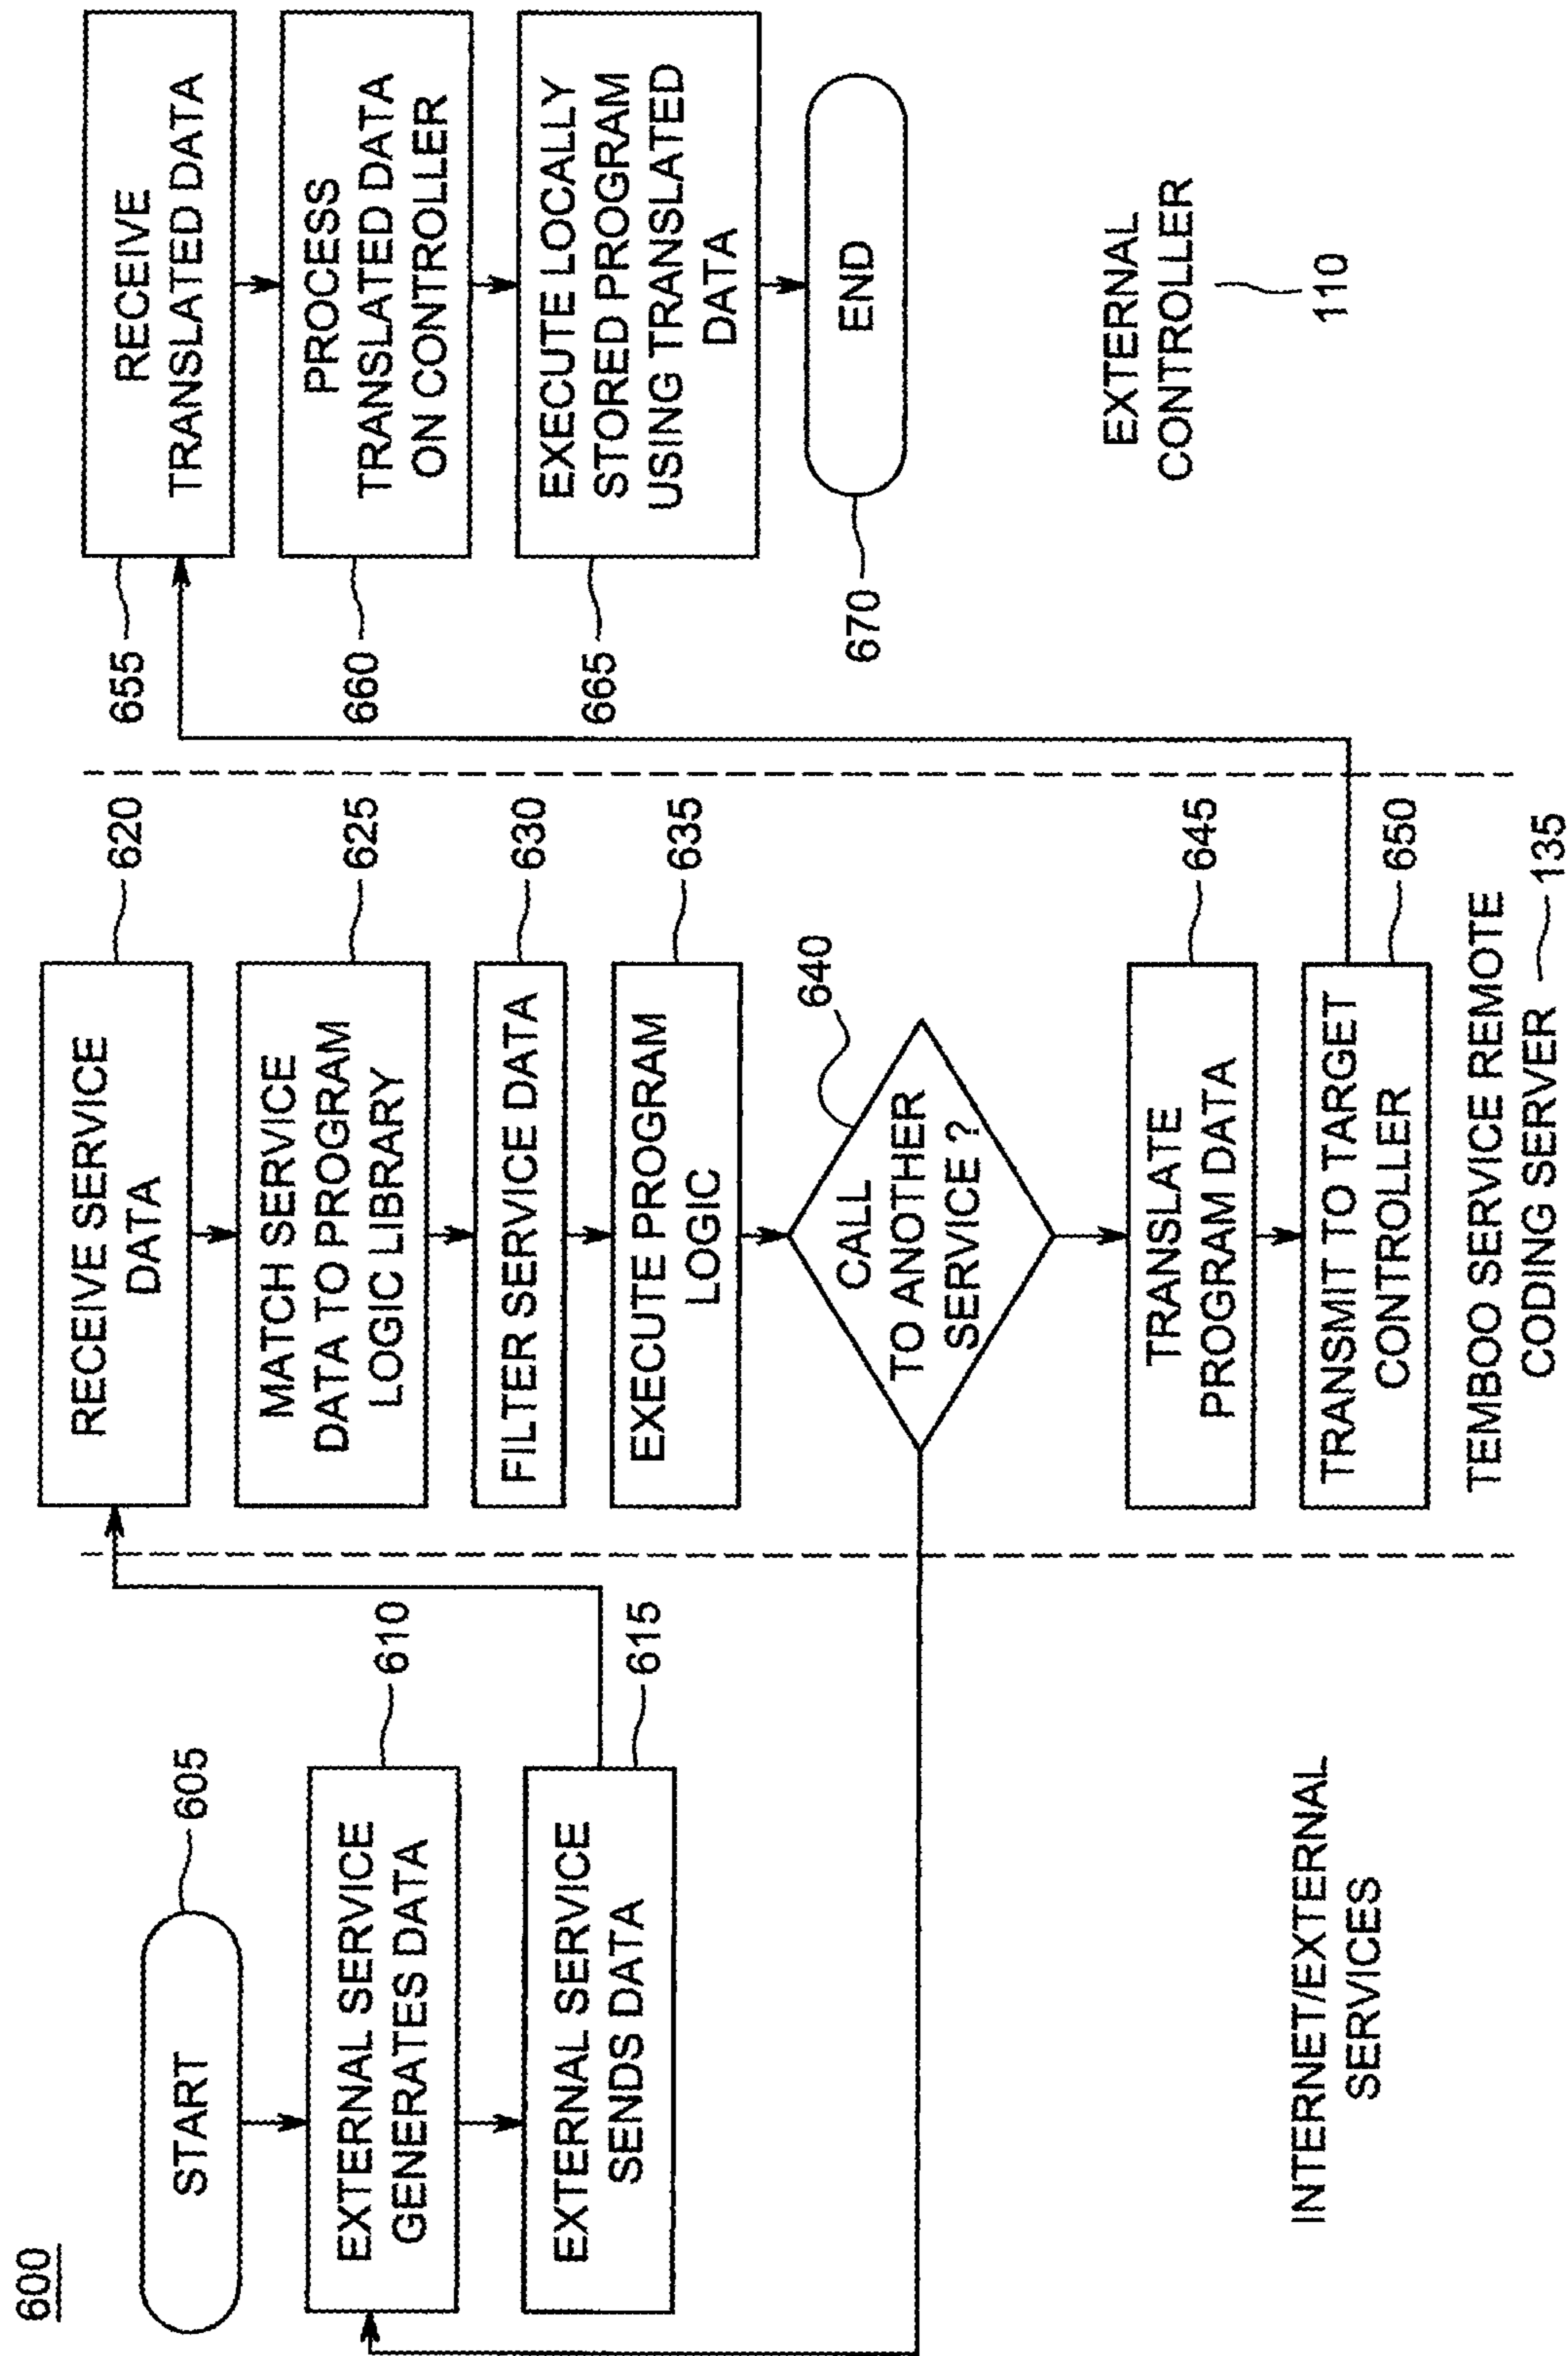 600
START
605
EXTERNAL SERVICE
GENERATES DATA
610
EXTERNAL SERVICE
SENDS DATA
615
INTERNET/EXTERNAL
SERVICES
RECEIVE SERVICE
DATA
620
MATCH SERVICE
DATA TO PROGRAM
LOGIC LIBRARY
625
FILTER SERVICE DATA
630
EXECUTE PROGRAM
LOGIC
635
CALL
TO ANOTHER
SERVICE ?
640
TRANSLATE
PROGRAM DATA
645
TRANSMIT TO TARGET
CONTROLLER
650
TEMBOO SERVICE REMOTE
CODING SERVER 135
RECEIVE
TRANSLATED DATA
655
PROCESS
TRANSLATED DATA
ON CONTROLLER
660
EXECUTE LOCALLY
STORED PROGRAM
USING TRANSLATED
DATA
665
END
670
EXTERNAL
CONTROLLER
110